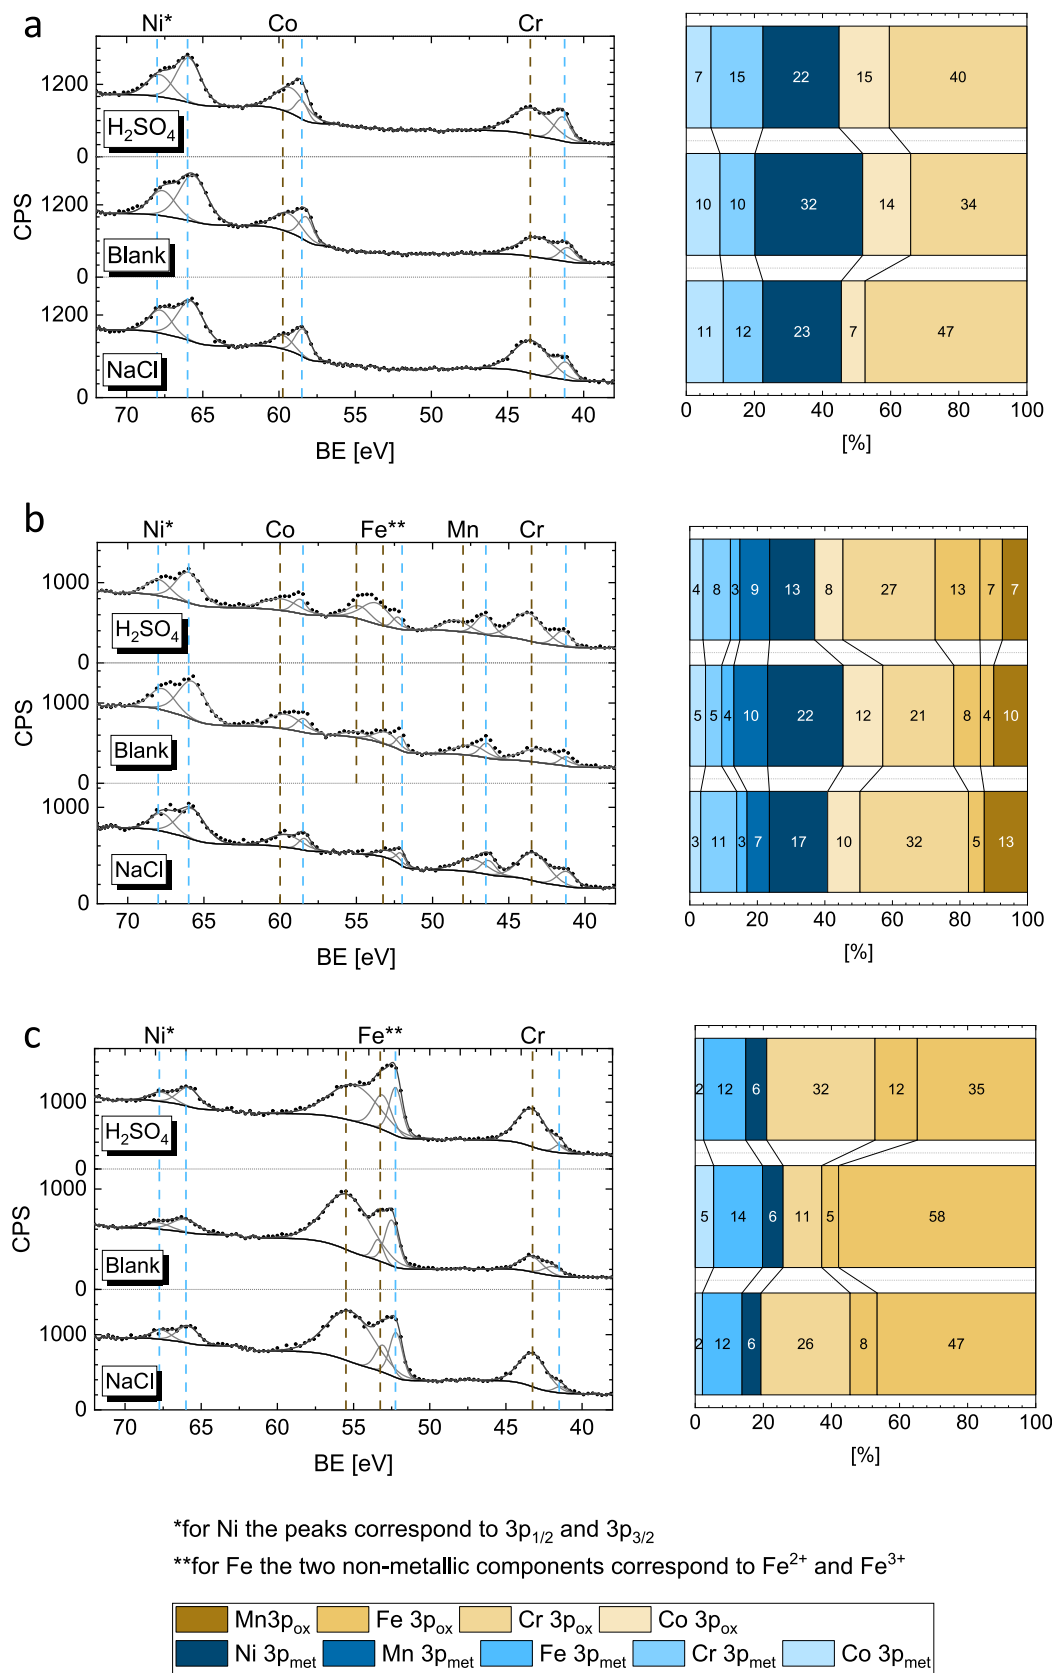 a
Ni* Co Cr
1200
H2SO4
0
1200
Blank
0
1200
NaCl
0
CPS
70 65 60 55 50 45 40
BE [eV]
7 15 22 15 40
10 10 32 14 34
11 12 23 7 47
0 20 40 60 80 100
[%]
b
Ni* Co Fe** Mn Cr
1000
H2SO4
0
1000
Blank
0
1000
NaCl
0
CPS
70 65 60 55 50 45 40
BE [eV]
4 8 3 9 13 8 27 13 7 7
5 5 4 10 22 12 21 8 4 10
3 11 3 7 17 10 32 5 13
0 20 40 60 80 100
[%]
c
Ni* Fe** Cr
1000
H2SO4
0
1000
Blank
0
1000
NaCl
0
CPS
70 65 60 55 50 45 40
BE [eV]
2 12 6 32 12 35
5 14 6 11 5 58
2 12 6 26 8 47
0 20 40 60 80 100
[%]
*for Ni the peaks correspond to 3p1/2 and 3p3/2
**for Fe the two non-metallic components correspond to Fe2+ and Fe3+
Mn3pox Fe 3pox Cr 3pox Co 3pox
Ni 3pmet Mn 3pmet Fe 3pmet Cr 3pmet Co 3pmet